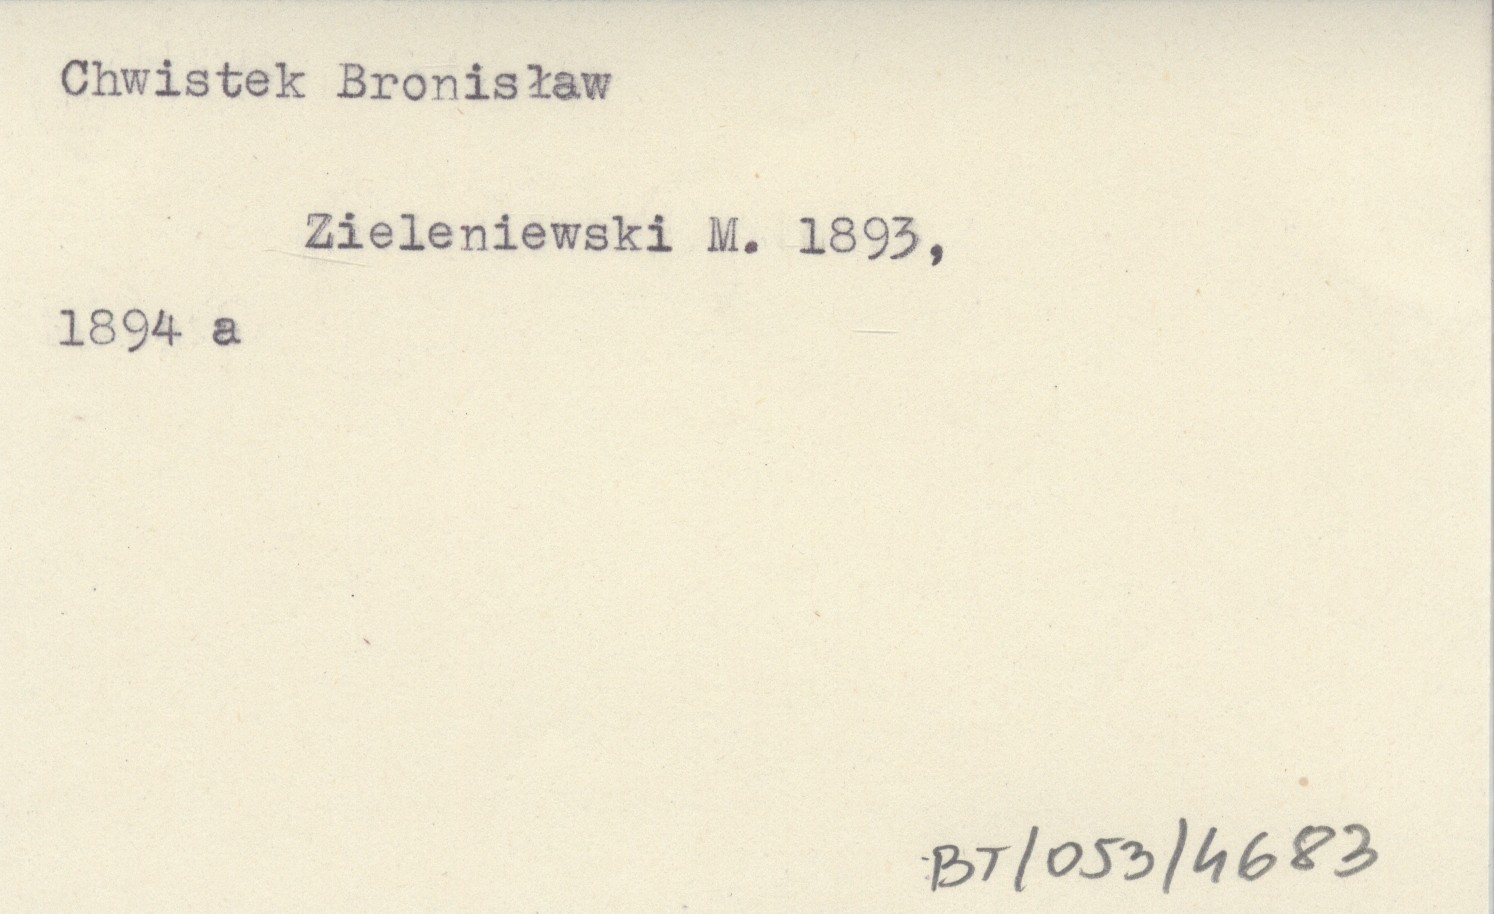 Chwistek Bronisław
Zieleniewski M. 1893,
1894 a
BT/053/4683